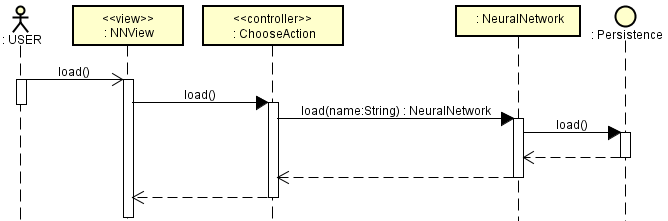 <<view>>
<<controller>>
: USER
: NNView
: ChooseAction
: NeuralNetwork
: Persistence
load()
load()
load(name:String) : NeuralNetwork
load()